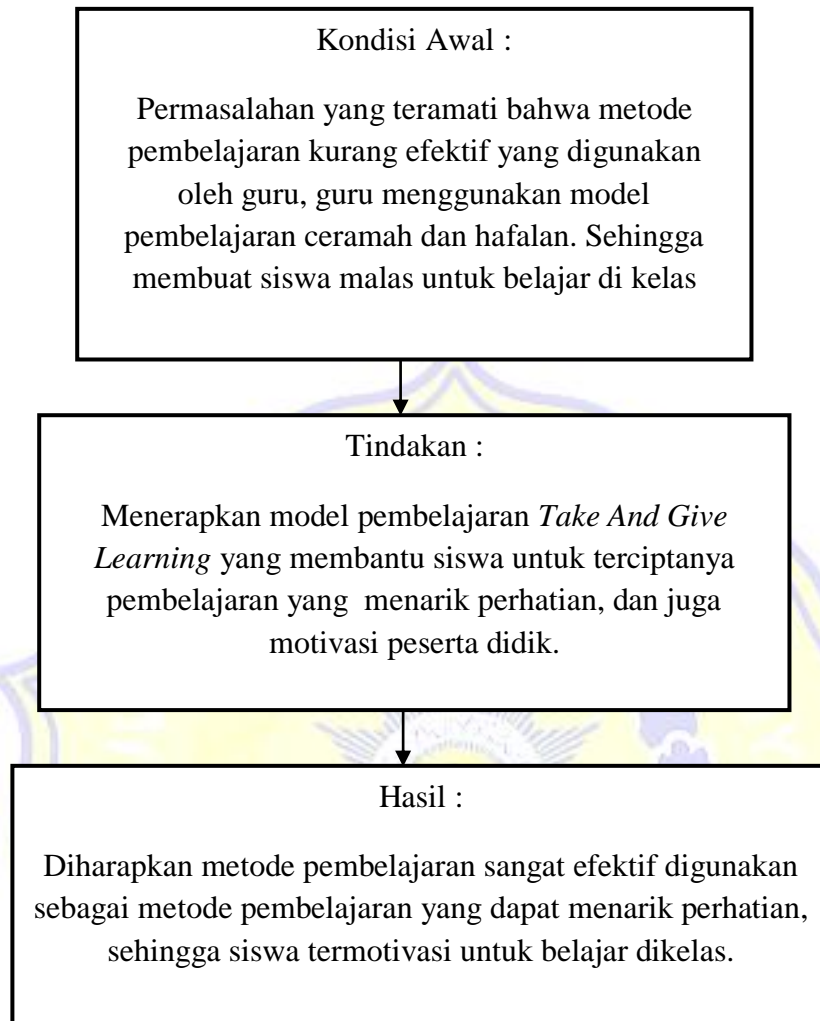 Kondisi Awal :
Permasalahan yang teramati bahwa metode
pembelajaran kurang efektif yang digunakan
oleh guru, guru menggunakan model
pembelajaran ceramah dan hafalan. Sehingga
membuat siswa malas untuk belajar di kelas
Tindakan :
Menerapkan model pembelajaran Take And Give
Learning yang membantu siswa untuk terciptanya
pembelajaran yang  menarik perhatian, dan juga
motivasi peserta didik.
Hasil :
Diharapkan metode pembelajaran sangat efektif digunakan
sebagai metode pembelajaran yang dapat menarik perhatian,
sehingga siswa termotivasi untuk belajar dikelas.